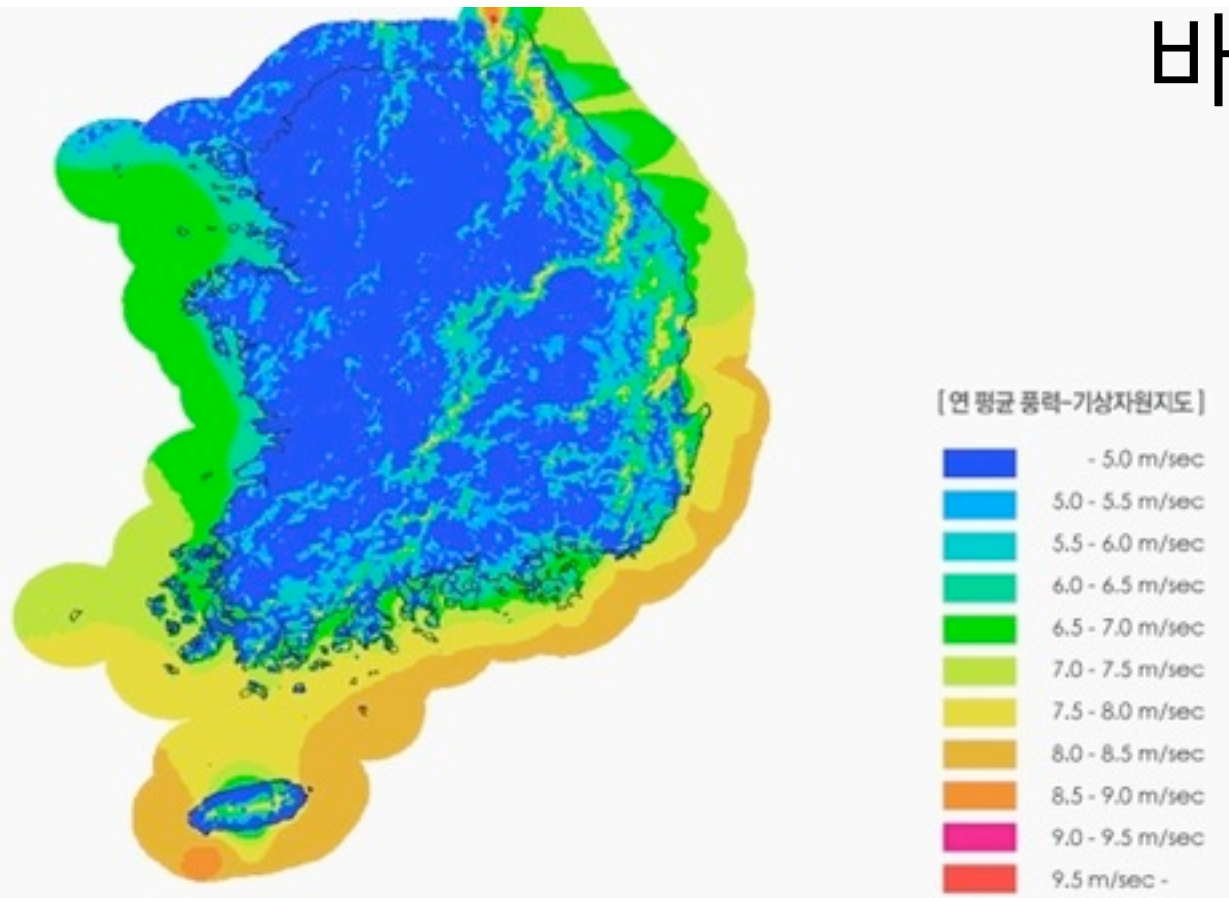 바
[ 연 평균 풍력-기상자원지도 ]
- 5.0 m/sec
5.0 - 5.5 m/sec
5.5 - 6.0 m/sec
6.0 - 6.5 m/sec
6.5 - 7.0 m/sec
7.0 - 7.5 m/sec
7.5 - 8.0 m/sec
8.0 - 8.5 m/sec
8.5 - 9.0 m/sec
9.0 - 9.5 m/sec
9.5 m/sec -